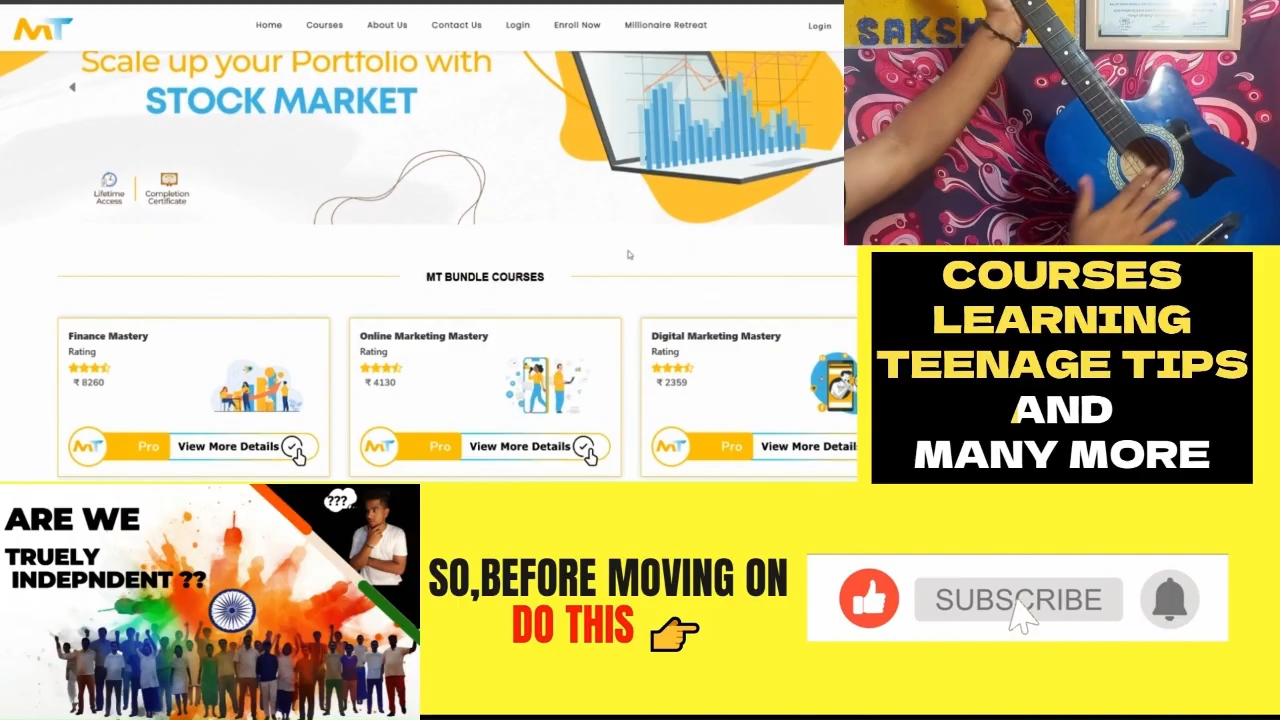 MT
Home Courses About Us Contact Us Login Enroll Now Millionaire Retreat Login
Scale up your Portfolio with
STOCK MARKET
Lifetime
Access
Completion
Certificate
MT BUNDLE COURSES
Finance Mastery
Rating
₹ 8260
MT Pro View More Details
Online Marketing Mastery
Rating
₹ 4130
MT Pro View More Details
Digital Marketing Mastery
Rating
₹ 2359
MT Pro View More Details
COURSES
LEARNING
TEENAGE TIPS
AND
MANY MORE
ARE WE
TRUELY
INDEPNDENT ??
???
SO,BEFORE MOVING ON
DO THIS
SUBSCRIBE